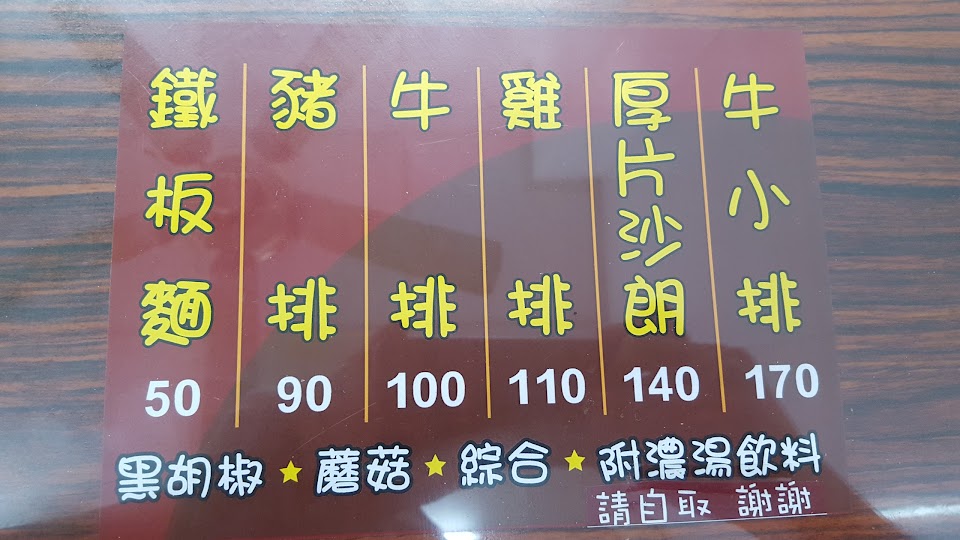 鐵板麵 50
豬排 90
牛排 100
雞排 110
厚片沙朗 140
牛小排 170
黑胡椒★蘑菇★綜合★附濃湯飲料
請自取 謝謝